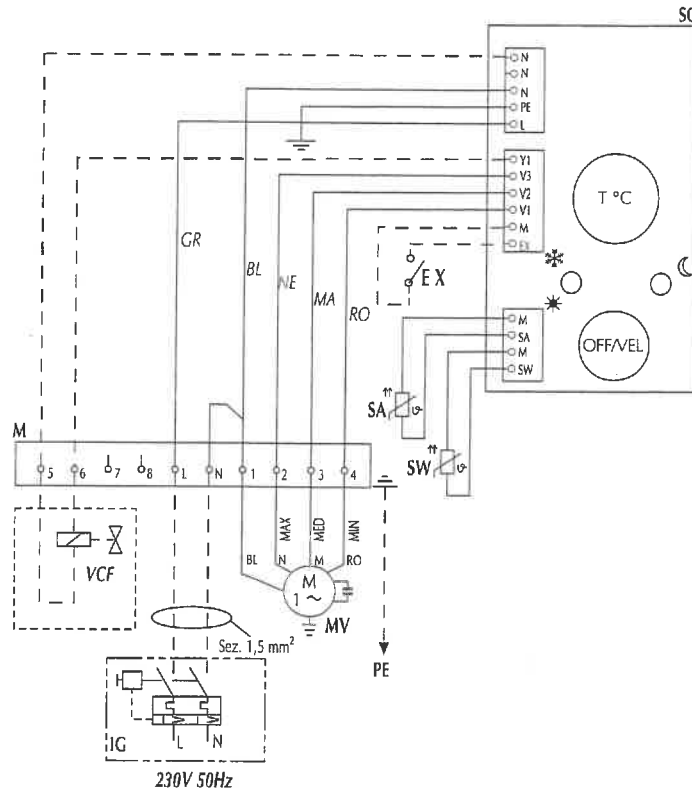 SC
N
N
N
PE
L
Y1
V3
V2
V1
M
EX
T °C
GR
BL
NE
MA
RO
EX
OFF/VEL
M
SA
M
SW
SA
ϑ
SW
ϑ
M
5 6 7 8 L N 1 2 3 4
MAX
MED
MIN
BL N M RO
VCF
M
1 ~
MV
Sez. 1,5 mm²
PE
IG
L N
230V 50Hz